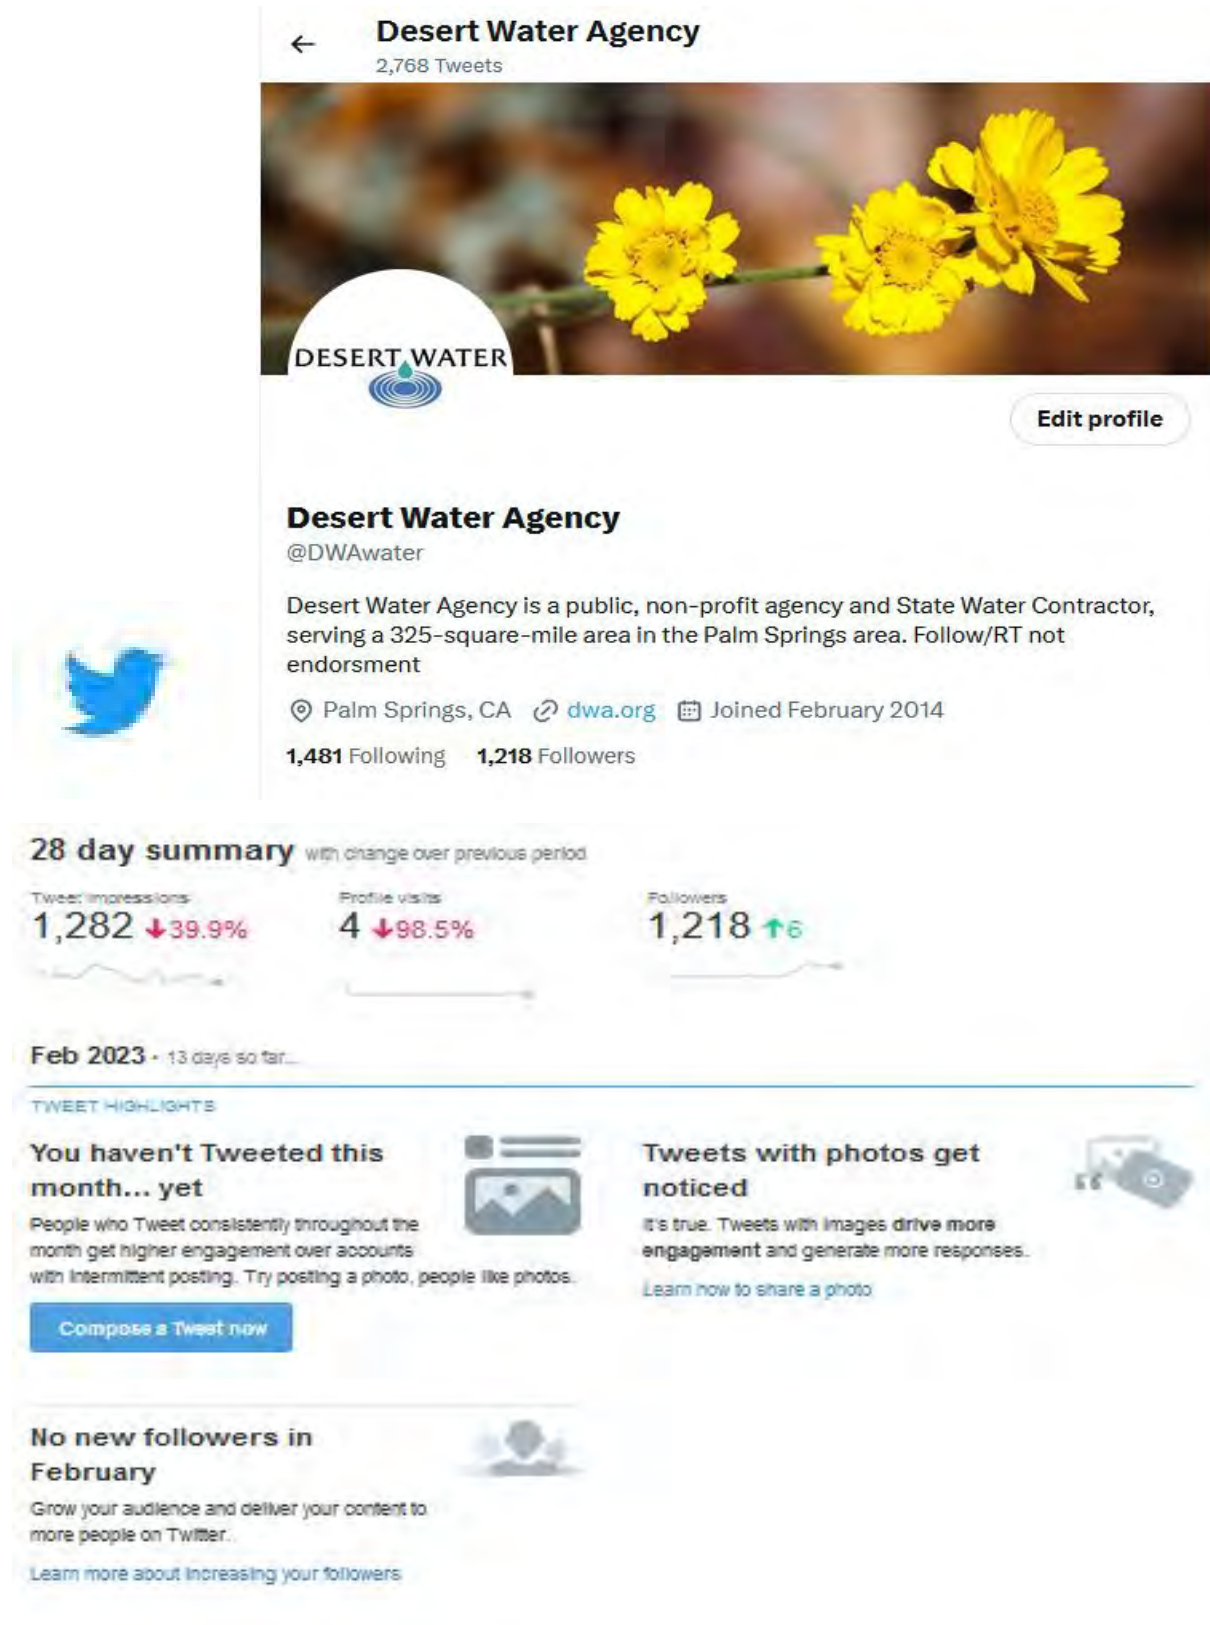 Desert Water Agency
2,768 Tweets
DESERT WATER
Edit profile
Desert Water Agency
@DWAwater
Desert Water Agency is a public, non-profit agency and State Water Contractor,
serving a 325-square-mile area in the Palm Springs area. Follow/RT not
endorsment
Palm Springs, CA dwa.org Joined February 2014
1,481 Following 1,218 Followers
28 day summary with change over previous period
Tweet impressions Profile visits Followers
1,282 ↓39.9% 4 ↓98.5% 1,218 ↑6
Feb 2023 • 13 days so far...
TWEET HIGHLIGHTS
You haven't Tweeted this
month... yet
People who Tweet consistently throughout the
month get higher engagement over accounts
with intermittent posting. Try posting a photo, people like photos.
Compose a Tweet now
Tweets with photos get
noticed
It's true. Tweets with images drive more
engagement and generate more responses.
Learn how to share a photo
No new followers in
February
Grow your audience and deliver your content to
more people on Twitter.
Learn more about increasing your followers